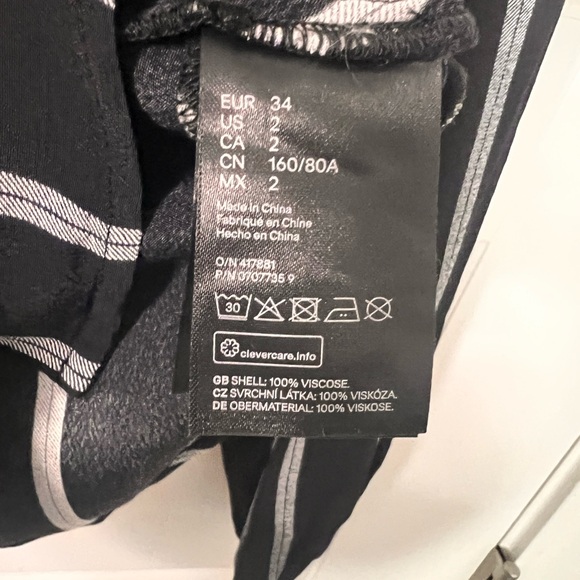 EUR 34
US 2
CA 2
CN 160/80A
MX 2
Made in China
Fabriqué en Chine
Hecho en China
O/N 417881
P/N 0707735 9
30
clevercare.info
GB SHELL: 100% VISCOSE.
CZ SVRCHNÍ LÁTKA: 100% VISKÓZA.
DE OBERMATERIAL: 100% VISKOSE.